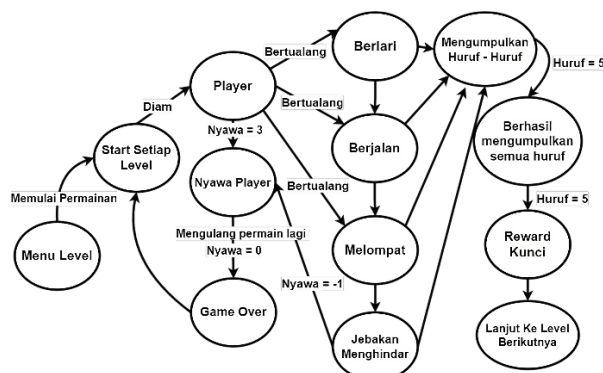 Berlari
Mengumpulkan
Huruf - Huruf
Bertualang
Huruf = 5
Player
Diam
Bertualang
Nyawa = 3
Start Setiap
Level
Berjalan
Berhasil
mengumpulkan
semua huruf
Nyawa Player
Bertualang
Memulai Permainan
Huruf = 5
Mengulang permain lagi
Nyawa = 0
Melompat
Reward
Kunci
Menu Level
Nyawa = -1
Game Over
Jebakan
Menghindar
Lanjut Ke Level
Berikutnya